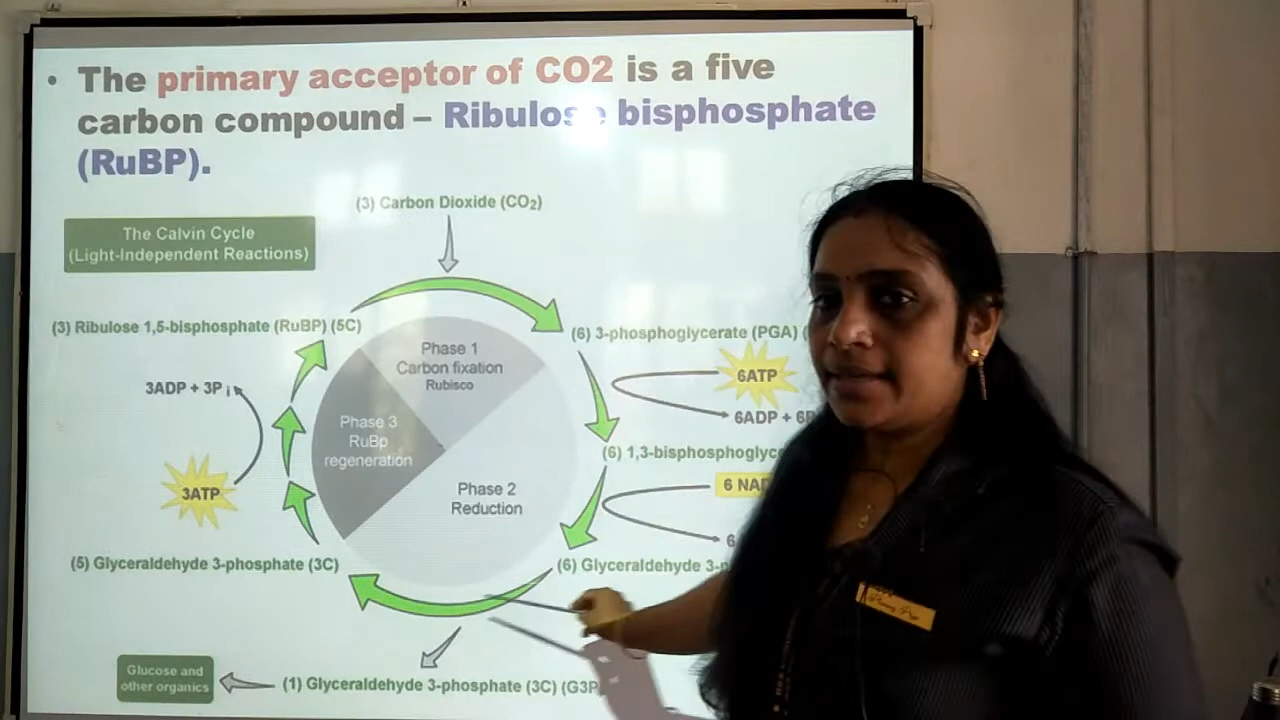 • The primary acceptor of CO2 is a five
carbon compound – Ribulose bisphosphate
(RuBP).
(3) Carbon Dioxide (CO₂)
The Calvin Cycle
(Light-Independent Reactions)
(3) Ribulose 1,5-bisphosphate (RuBP) (5C)
(6) 3-phosphoglycerate (PGA) (
Phase 1
Carbon fixation
Rubisco
6ATP
3ADP + 3P i
6ADP + 6P
Phase 3
RuBp
regeneration
(6) 1,3-bisphosphoglyc
3ATP
Phase 2
Reduction
6 NAD
6
(5) Glyceraldehyde 3-phosphate (3C)
(6) Glyceraldehyde 3-p
Glucose and
other organics
(1) Glyceraldehyde 3-phosphate (3C) (G3P